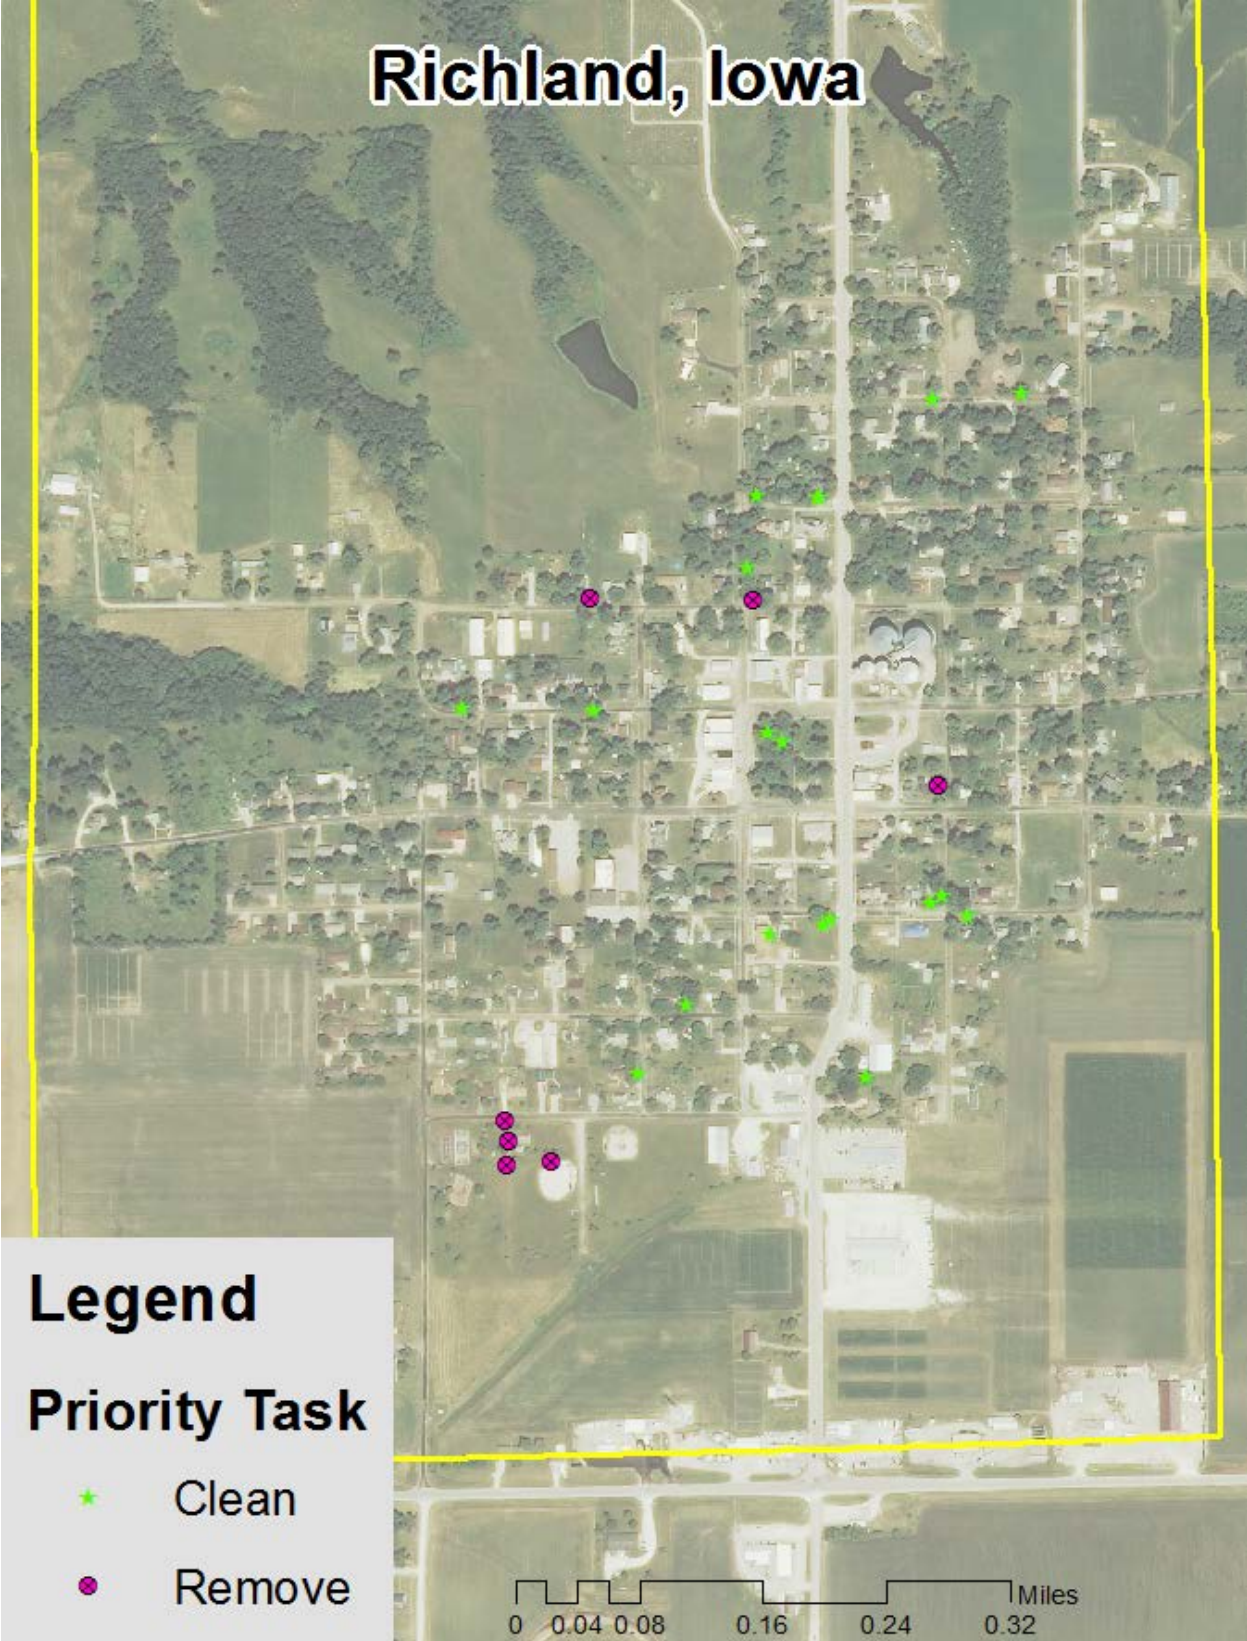 Richland, Iowa
Legend
Priority Task
Clean
Remove
Miles
0 0.04 0.08 0.16 0.24 0.32